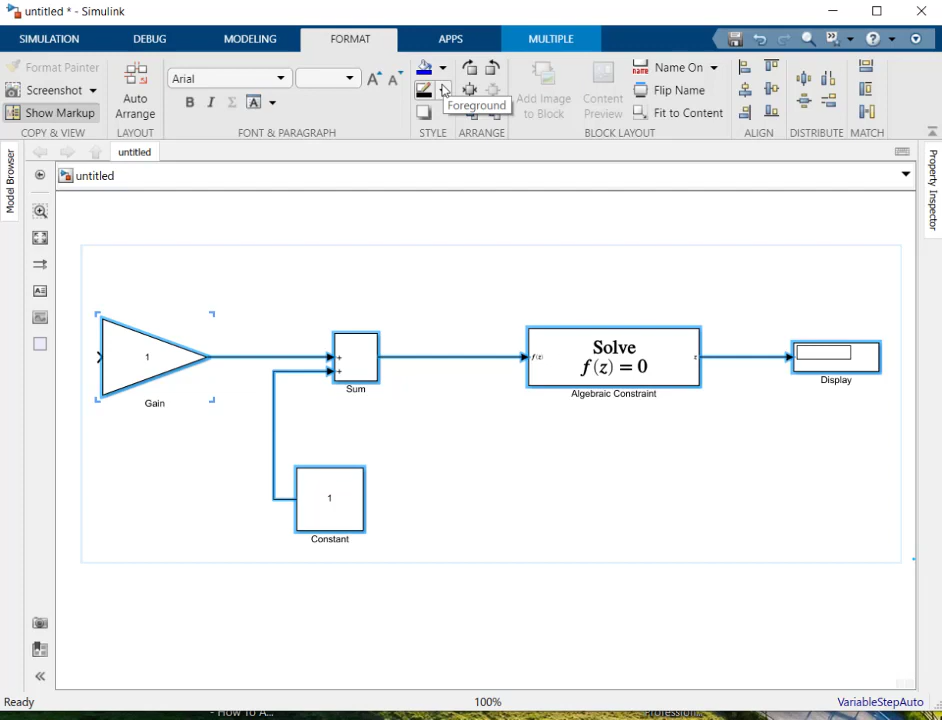 untitled * - Simulink
SIMULATION DEBUG MODELING FORMAT APPS MULTIPLE
Format Painter
Screenshot
Show Markup
COPY & VIEW
Auto
Arrange
LAYOUT
Arial
B I Σ A
FONT & PARAGRAPH
Foreground
STYLE
ARRANGE
Add Image
to Block
Content
Preview
Name On
Flip Name
Fit to Content
BLOCK LAYOUT
ALIGN
DISTRIBUTE
MATCH
Model Browser
untitled
untitled
Property Inspector
1
Gain
+
+
Sum
f(z)
Solve
f(z) = 0
z
Algebraic Constraint
Display
1
Constant
Ready 100% VariableStepAuto
- How To A...